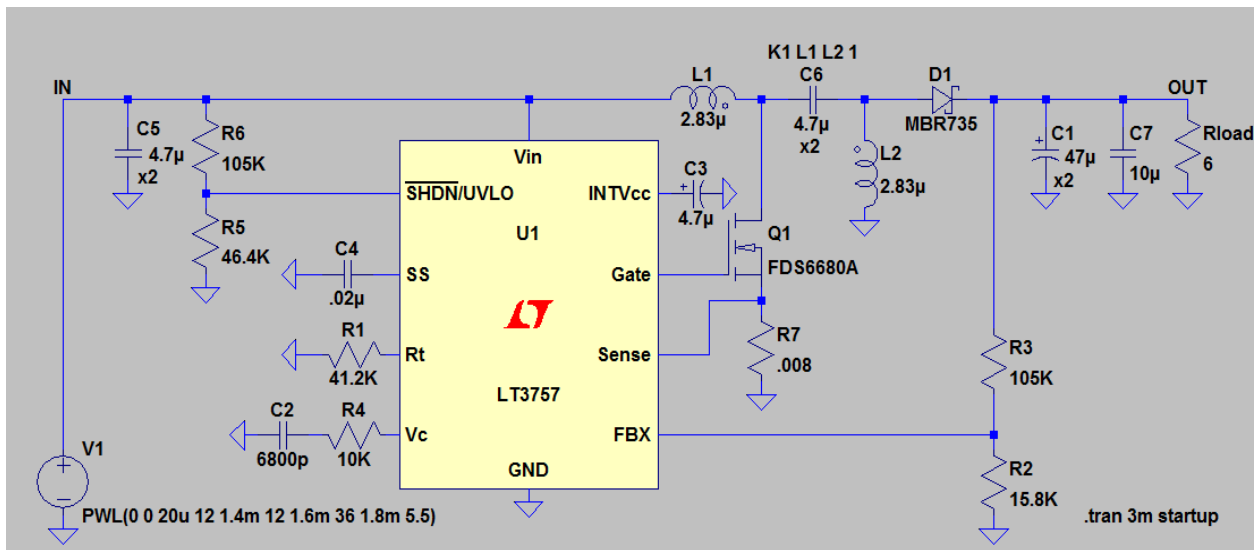 K1 L1 L2 1
IN
L1
2.83µ
C6
4.7µ
x2
D1
MBR735
OUT
C5
4.7µ
x2
R6
105K
L2
2.83µ
C1
47µ
x2
C7
10µ
Rload
6
Vin
SHDN/UVLO
INTVcc
C3
4.7µ
R5
46.4K
U1
Q1
FDS6680A
C4
.02µ
SS
Gate
R1
41.2K
Rt
Sense
R7
.008
R3
105K
LT3757
C2
6800p
R4
10K
Vc
FBX
GND
V1
R2
15.8K
PWL(0 0 20u 12 1.4m 12 1.6m 36 1.8m 5.5)
.tran 3m startup